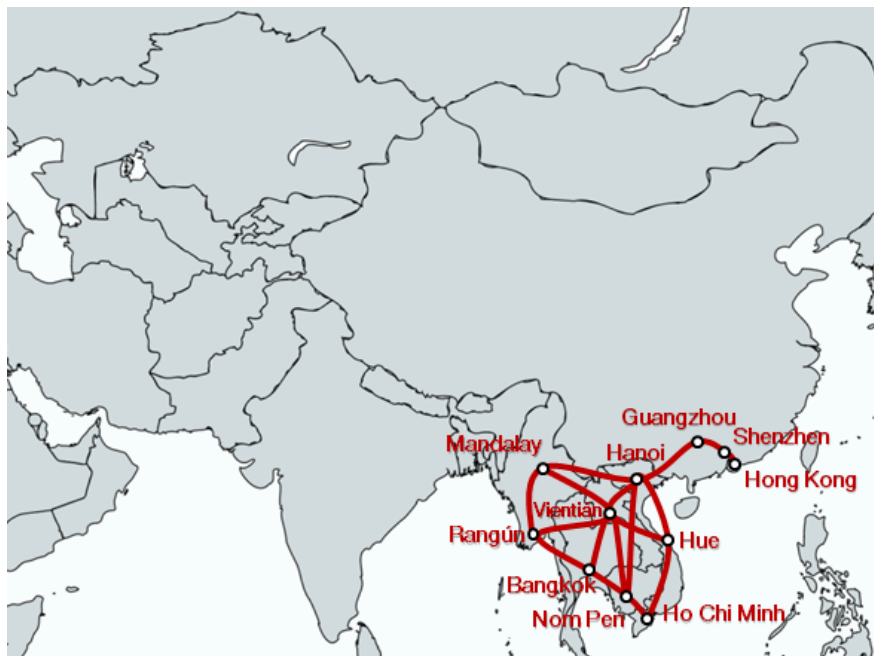 Guangzhou
Shenzhen
Mandalay
Hanoi
Hong Kong
Vientián
Rangún
Hue
Bangkok
Nom Pen
Ho Chi Minh